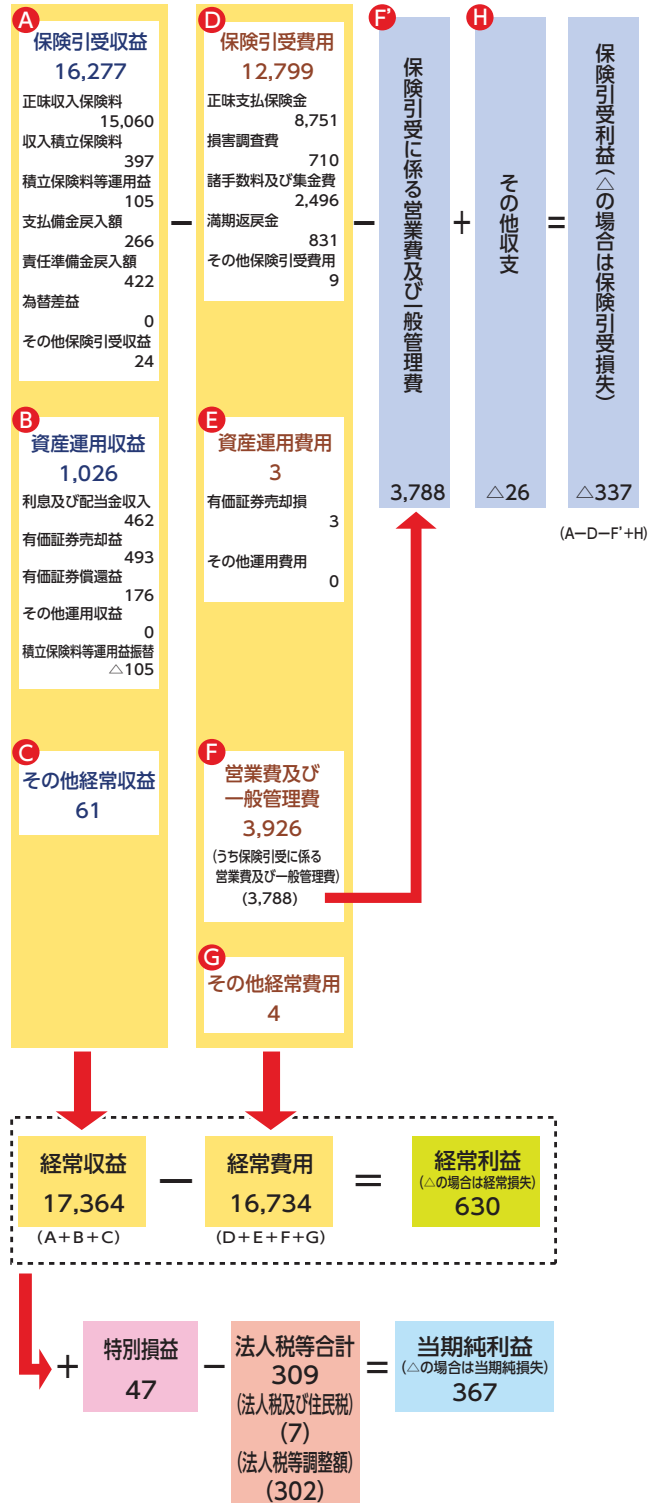 A
保険引受収益
16,277
正味収入保険料
15,060
収入積立保険料
397
積立保険料等運用益
105
支払備金戻入額
266
責任準備金戻入額
422
為替差益
0
その他保険引受収益
24
−
D
保険引受費用
12,799
正味支払保険金
8,751
損害調査費
710
諸手数料及び集金費
2,496
満期返戻金
831
その他保険引受費用
9
−
F'
保険引受に係る営業費及び一般管理費
3,788
+
H
その他収支
△26
=
保険引受利益(△の場合は保険引受損失)
△337
(A−D−F'+H)
B
資産運用収益
1,026
利息及び配当金収入
462
有価証券売却益
493
有価証券償還益
176
その他運用収益
0
積立保険料等運用益振替
△105
E
資産運用費用
3
有価証券売却損
3
その他運用費用
0
C
その他経常収益
61
F
営業費及び
一般管理費
3,926
(うち保険引受に係る
営業費及び一般管理費)
(3,788)
G
その他経常費用
4
経常収益
17,364
(A+B+C)
−
経常費用
16,734
(D+E+F+G)
=
経常利益
(△の場合は経常損失)
630
+
特別損益
47
−
法人税等合計
309
(法人税及び住民税)
(7)
(法人税等調整額)
(302)
=
当期純利益
(△の場合は当期純損失)
367